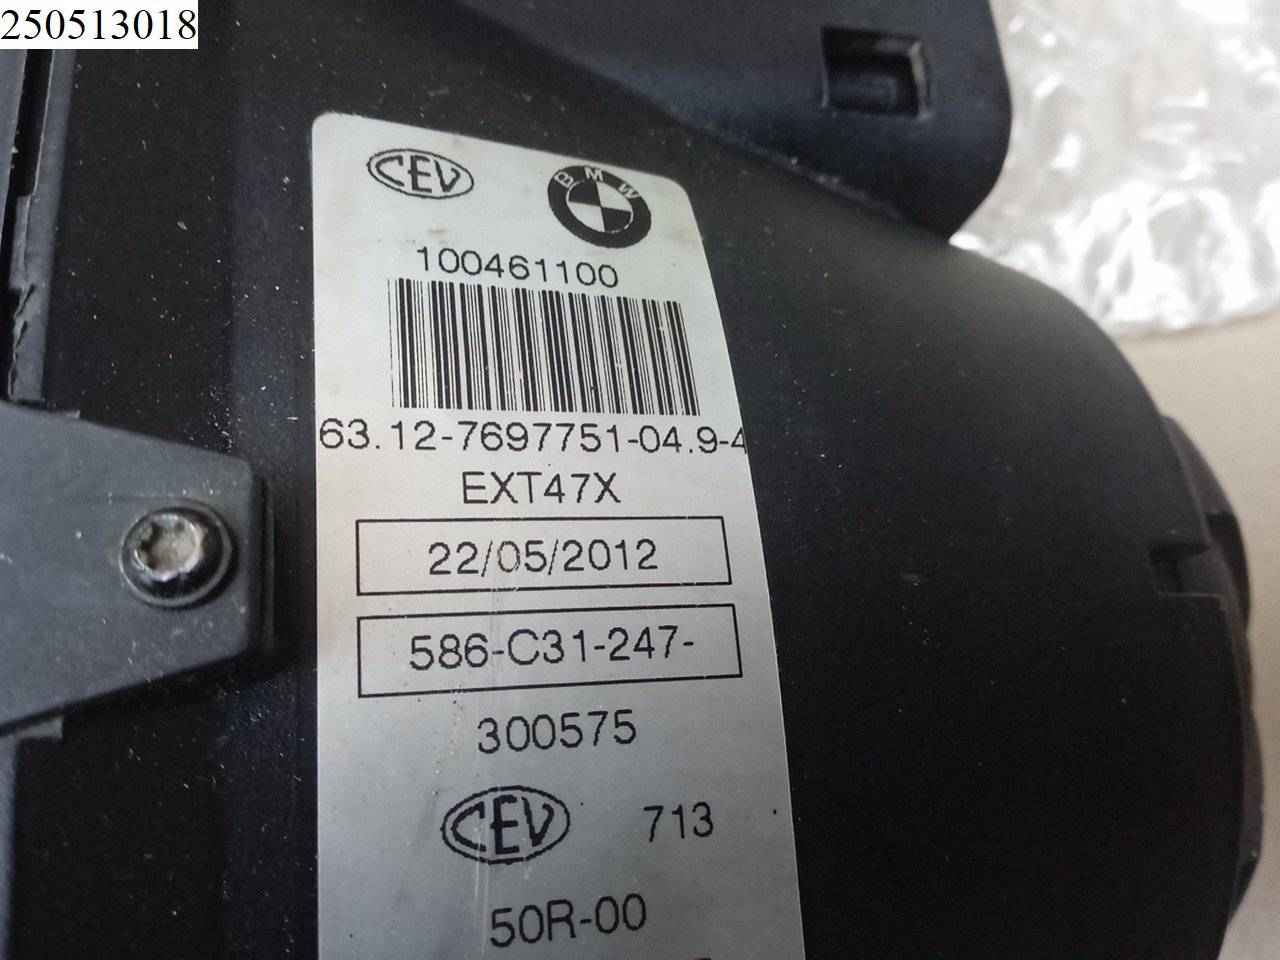 250513018
CEV
BMW
100461100
63.12-7697751-04.9-4
EXT47X
22/05/2012
586-C31-247-
300575
CEV 713
50R-00